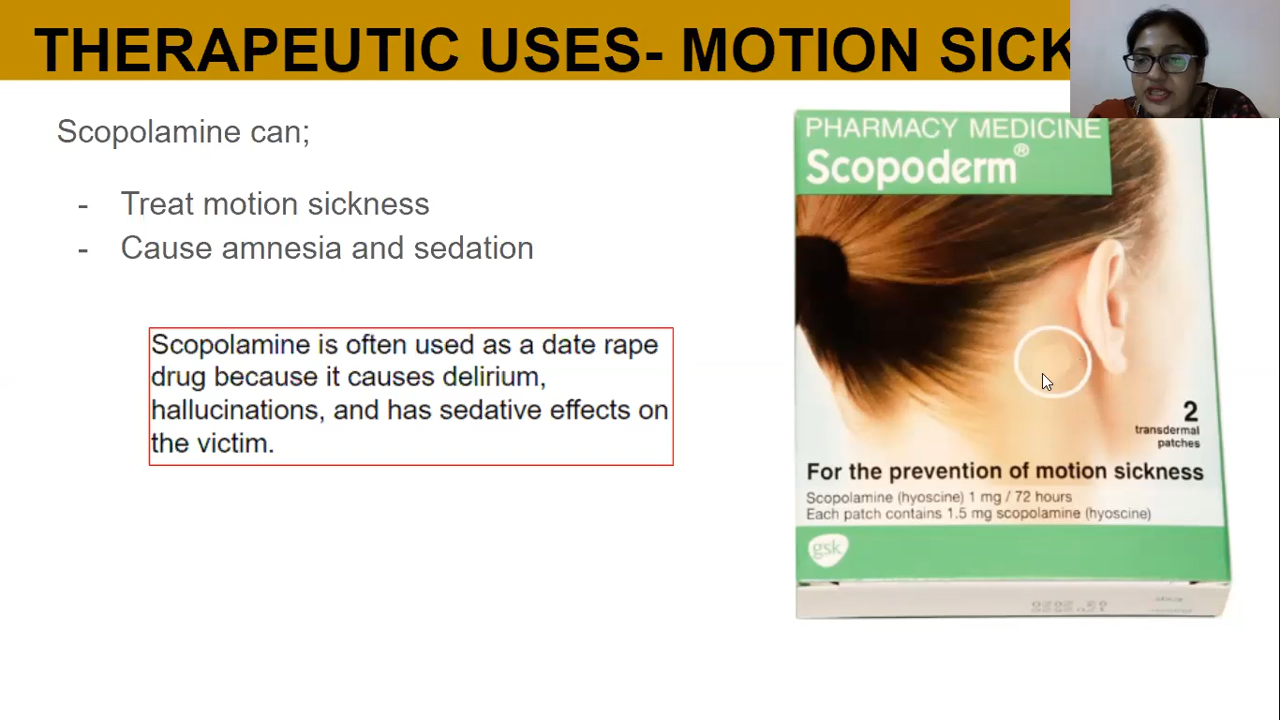 THERAPEUTIC USES- MOTION SICK
Scopolamine can;
- Treat motion sickness
- Cause amnesia and sedation
Scopolamine is often used as a date rape
drug because it causes delirium,
hallucinations, and has sedative effects on
the victim.
PHARMACY MEDICINE
Scopoderm®
2
transdermal
patches
For the prevention of motion sickness
Scopolamine (hyoscine) 1 mg / 72 hours
Each patch contains 1.5 mg scopolamine (hyoscine)
gsk